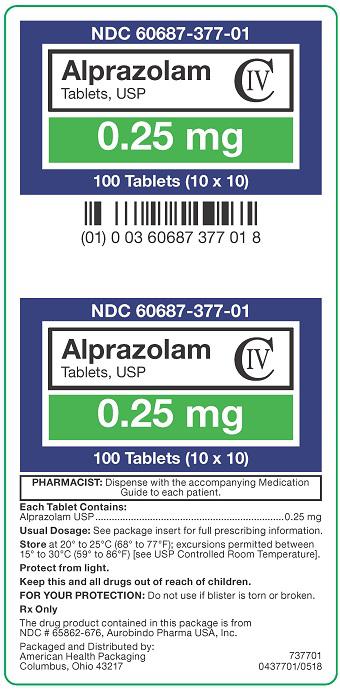 NDC 60687-377-01
Alprazolam CIV
Tablets, USP
0.25 mg
100 Tablets (10 x 10)
(01) 0 03 60687 377 01 8
NDC 60687-377-01
Alprazolam CIV
Tablets, USP
0.25 mg
100 Tablets (10 x 10)
PHARMACIST: Dispense with the accompanying Medication
Guide to each patient.
Each Tablet Contains:
Alprazolam USP..............................................................0.25 mg
Usual Dosage: See package insert for full prescribing information.
Store at 20° to 25°C (68° to 77°F); excursions permitted between
15° to 30°C (59° to 86°F) [see USP Controlled Room Temperature].
Protect from light.
Keep this and all drugs out of reach of children.
FOR YOUR PROTECTION: Do not use if blister is torn or broken.
Rx Only
The drug product contained in this package is from
NDC # 65862-676, Aurobindo Pharma USA, Inc.
Packaged and Distributed by:
American Health Packaging 737701
Columbus, Ohio 43217 0437701/0518